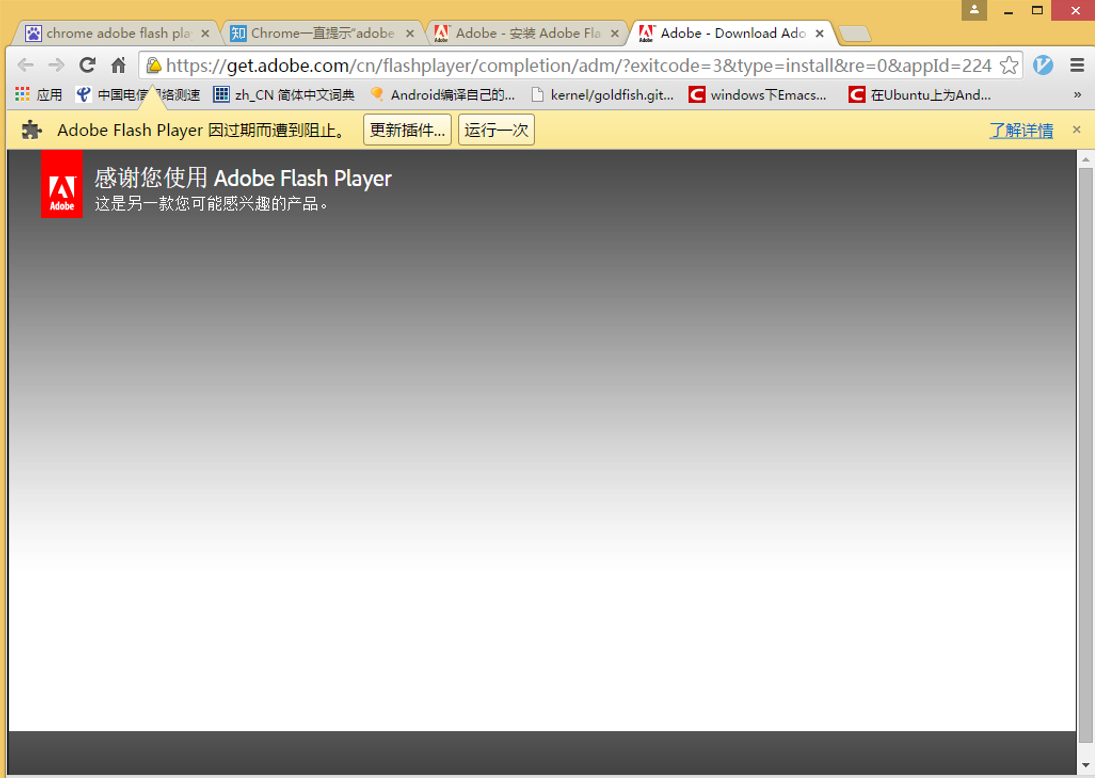 chrome adobe flash pla
Chrome一直提示"adobe
Adobe - 安装 Adobe Fla
Adobe - Download Ado
https://get.adobe.com/cn/flashplayer/completion/adm/?exitcode=3&type=install&re=0&appId=224
应用
中国电信网络测速
zh_CN 简体中文词典
Android编译自己的...
kernel/goldfish.git...
windows下Emacs...
在Ubuntu上为And...
»
Adobe Flash Player 因过期而遭到阻止。
更新插件...
运行一次
了解详情
Adobe
感谢您使用 Adobe Flash Player
这是另一款您可能感兴趣的产品。